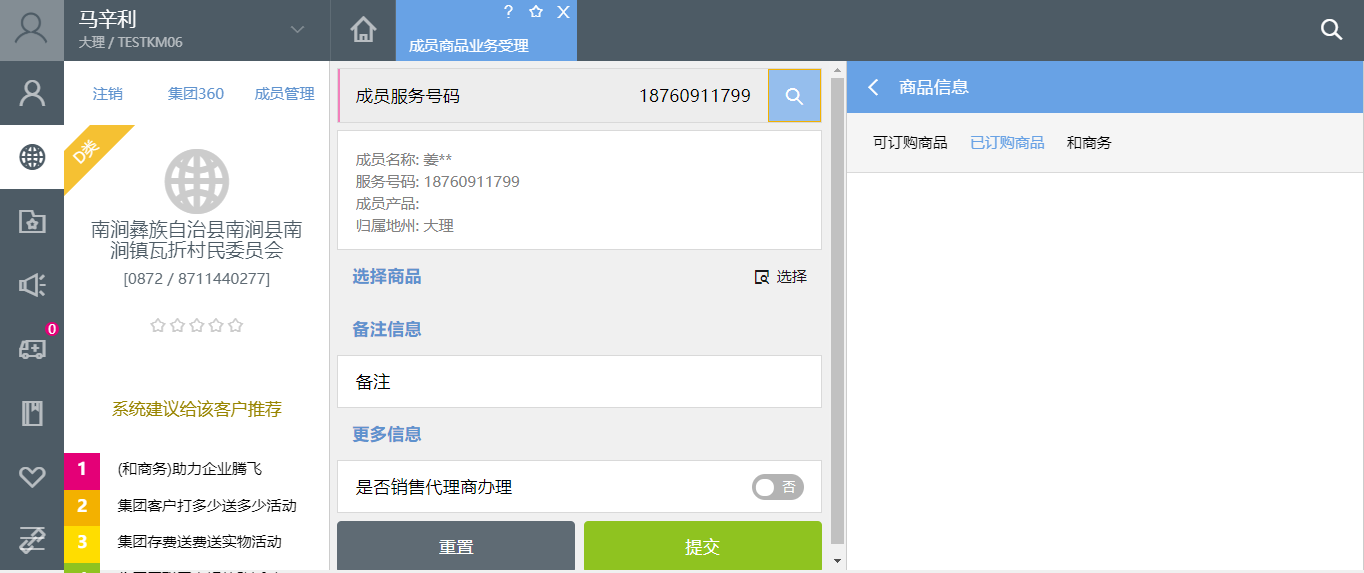 马辛利
大理 / TESTKM06
? X
成员商品业务受理
0
注销 集团360 成员管理
D类
南涧彝族自治县南涧县南
涧镇瓦折村民委员会
[0872 / 8711440277]
系统建议给该客户推荐
1 (和商务)助力企业腾飞
2 集团客户打多少送多少活动
3 集团存费送费送实物活动
成员服务号码 18760911799
成员名称: 姜**
服务号码: 18760911799
成员产品:
归属地州: 大理
选择商品 选择
备注信息
备注
更多信息
是否销售代理商办理 否
重置 提交
商品信息
可订购商品 已订购商品 和商务